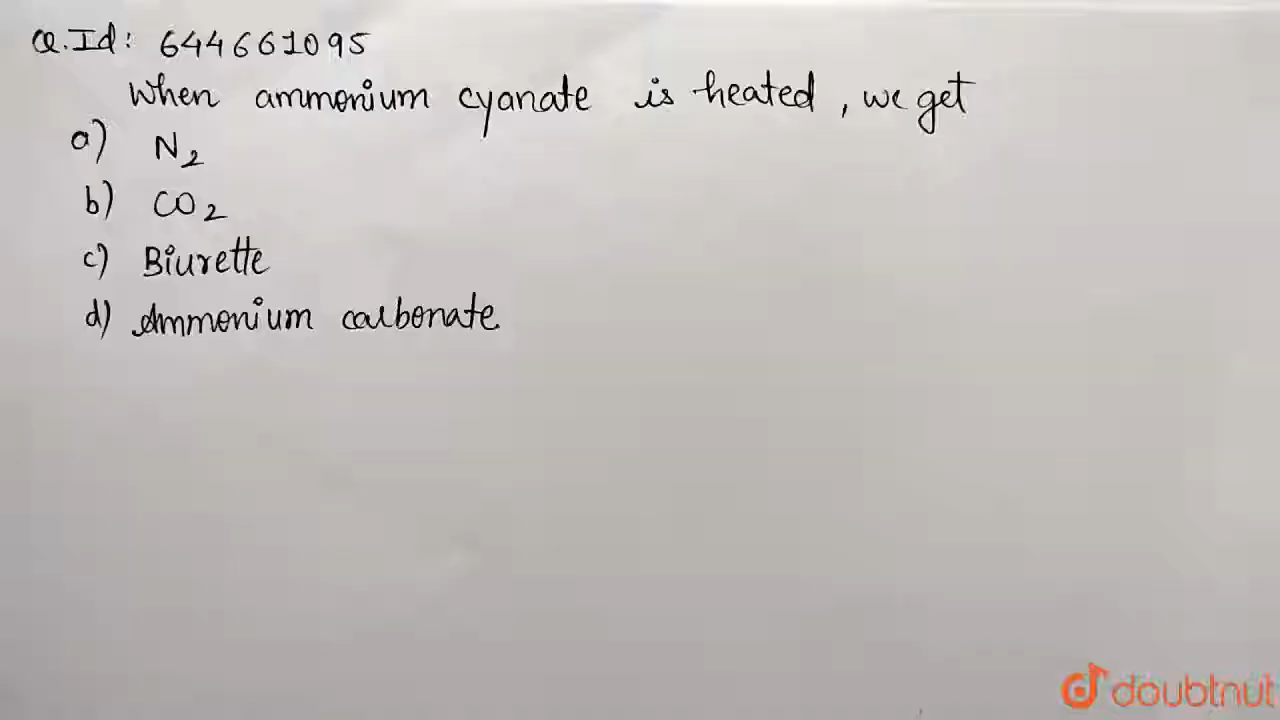 Q.Id: 644661095
When ammonium cyanate is heated, we get
a) N2
b) CO2
c) Biurette
d) Ammonium carbonate
doubtnut